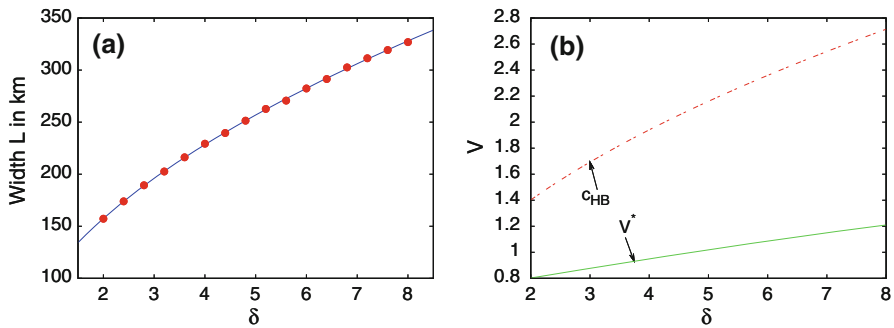 (a)
Width L in km
350
300
250
200
150
100
2 3 4 5 6 7 8
δ
(b)
V
2.8
2.6
2.4
2.2
2
1.8
1.6
1.4
1.2
1
0.8
c_HB
V*
2 3 4 5 6 7 8
δ